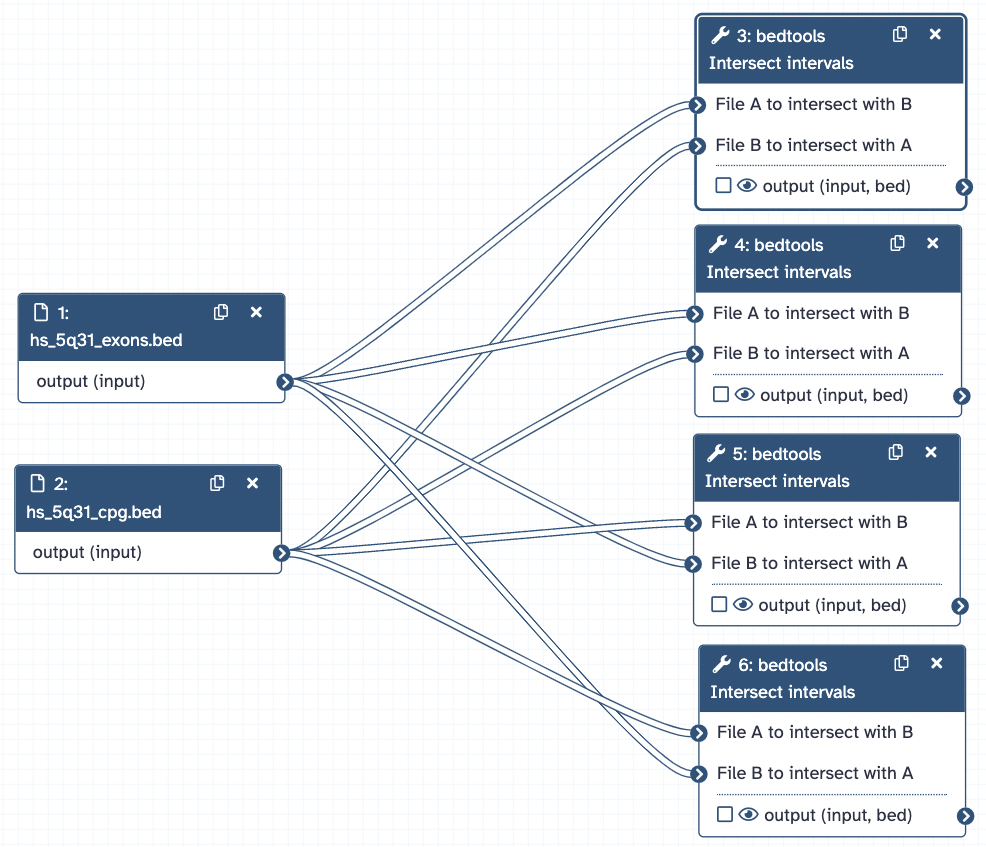 1:
hs_5q31_exons.bed
output (input)
2:
hs_5q31_cpg.bed
output (input)
3: bedtools
Intersect intervals
File A to intersect with B
File B to intersect with A
output (input, bed)
4: bedtools
Intersect intervals
File A to intersect with B
File B to intersect with A
output (input, bed)
5: bedtools
Intersect intervals
File A to intersect with B
File B to intersect with A
output (input, bed)
6: bedtools
Intersect intervals
File A to intersect with B
File B to intersect with A
output (input, bed)